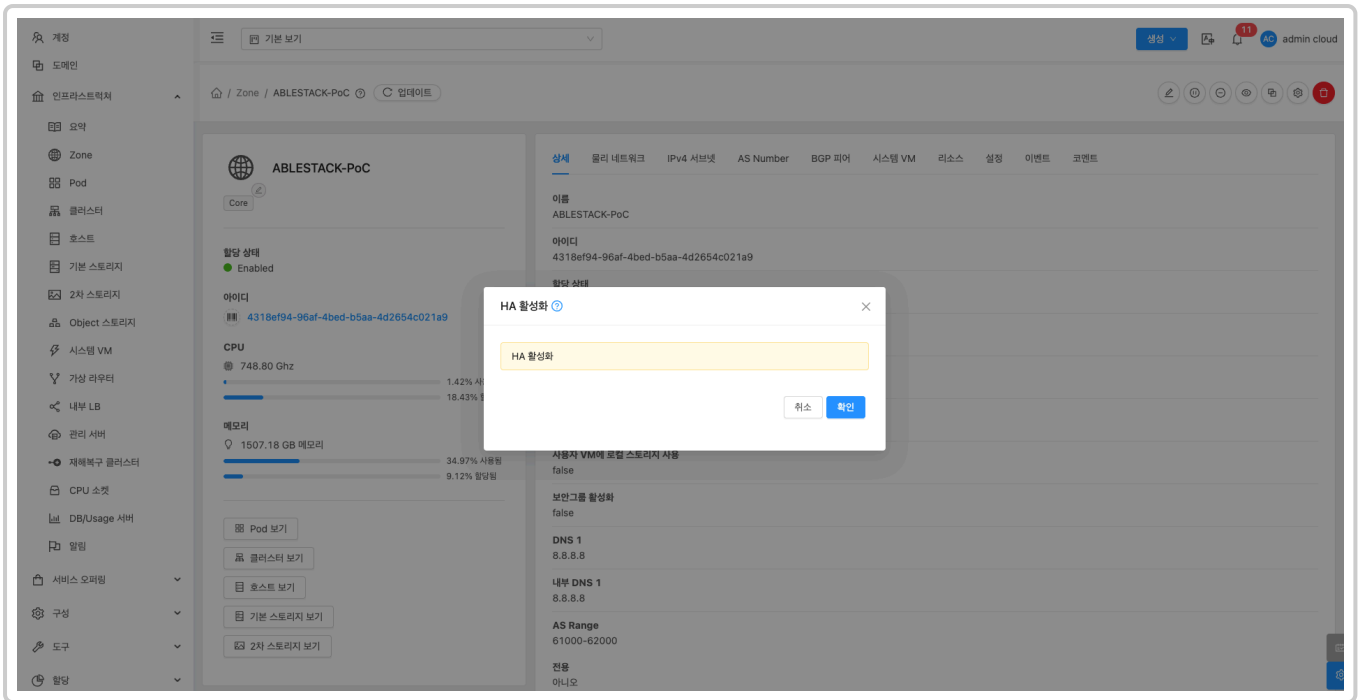 계정
기본 보기
생성
11
AC
admin cloud
도메인
인프라스트럭쳐
/ Zone / ABLESTACK-PoC
업데이트
요약
Zone
Pod
클러스터
호스트
기본 스토리지
2차 스토리지
Object 스토리지
시스템 VM
가상 라우터
내부 LB
관리 서버
재해복구 클러스터
CPU 소켓
DB/Usage 서버
알림
서비스 오퍼링
구성
도구
할당
ABLESTACK-PoC
Core
할당 상태
Enabled
아이디
4318ef94-96af-4bed-b5aa-4d2654c021a9
CPU
748.80 Ghz
1.42%
18.43%
메모리
1507.18 GB 메모리
34.97% 사용됨
9.12% 할당됨
Pod 보기
클러스터 보기
호스트 보기
기본 스토리지 보기
2차 스토리지 보기
상세 물리 네트워크 IPv4 서브넷 AS Number BGP 피어 시스템 VM 리소스 설정 이벤트 코멘트
이름
ABLESTACK-PoC
아이디
4318ef94-96af-4bed-b5aa-4d2654c021a9
할당 상태
HA 활성화
HA 활성화
취소 확인
사용자 VM에 로컬 스토리지 사용
false
보안그룹 활성화
false
DNS 1
8.8.8.8
내부 DNS 1
8.8.8.8
AS Range
61000-62000
전용
아니오